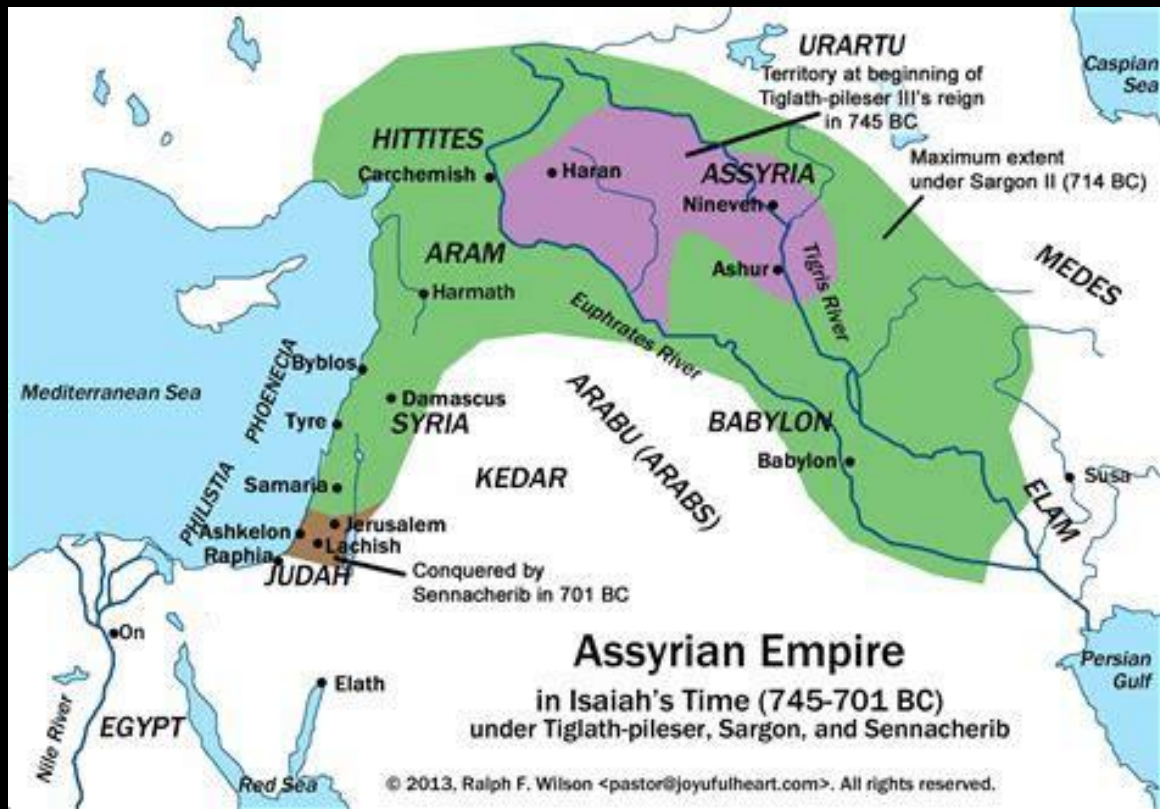 URARTU
Territory at beginning of
Tiglath-pileser III's reign
in 745 BC
Caspian
Sea
HITTITES
Carchemish
Haran
ASSYRIA
Nineveh
Maximum extent
under Sargon II (714 BC)
ARAM
Harmath
Ashur
Tigris River
MEDES
Euphrates River
Mediterranean Sea
PHOENECIA
Byblos
Damascus
Tyre
SYRIA
ARABU (ARABS)
BABYLON
Babylon
KEDAR
Samaria
PHILISTIA
Susa
ELAM
Ashkelon
Jerusalem
Raphia
Lachish
JUDAH
Conquered by
Sennacherib in 701 BC
On
Elath
EGYPT
Nile River
Red Sea
Persian
Gulf
Assyrian Empire
in Isaiah's Time (745-701 BC)
under Tiglath-pileser, Sargon, and Sennacherib
© 2013, Ralph F. Wilson <pastor@joyufulheart.com>. All rights reserved.